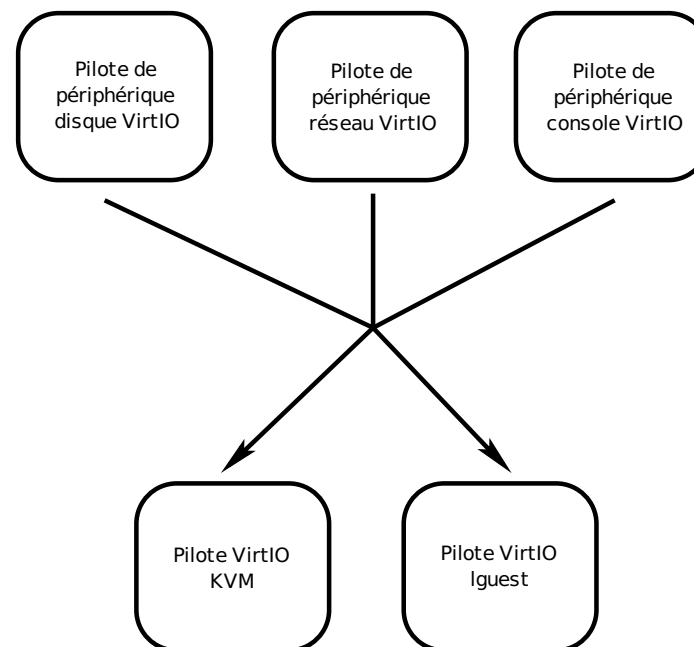 Pilote de
périphérique
disque VirtIO
Pilote de
périphérique
réseau VirtIO
Pilote de
périphérique
console VirtIO
Pilote VirtIO
KVM
Pilote VirtIO
lguest